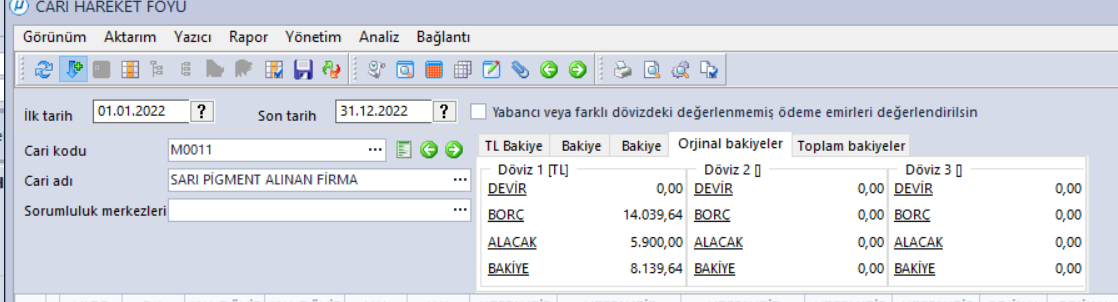 CARİ HAREKET FÖYÜ
Görünüm Aktarım Yazıcı Rapor Yönetim Analiz Bağlantı
İlk tarih 01.01.2022 ? Son tarih 31.12.2022 ? Yabancı veya farklı dövizdeki değerlenmemiş ödeme emirleri değerlendirilsin
Cari kodu M0011 ... TL Bakiye Bakiye Bakiye Orjinal bakiyeler Toplam bakiyeler
Cari adı SARI PİGMENT ALINAN FİRMA ...
Sorumluluk merkezleri ...
Döviz 1 [TL] Döviz 2 [] Döviz 3 []
DEVİR 0,00 DEVİR 0,00 DEVİR 0,00
BORC 14.039,64 BORC 0,00 BORC 0,00
ALACAK 5.900,00 ALACAK 0,00 ALACAK 0,00
BAKİYE 8.139,64 BAKİYE 0,00 BAKİYE 0,00